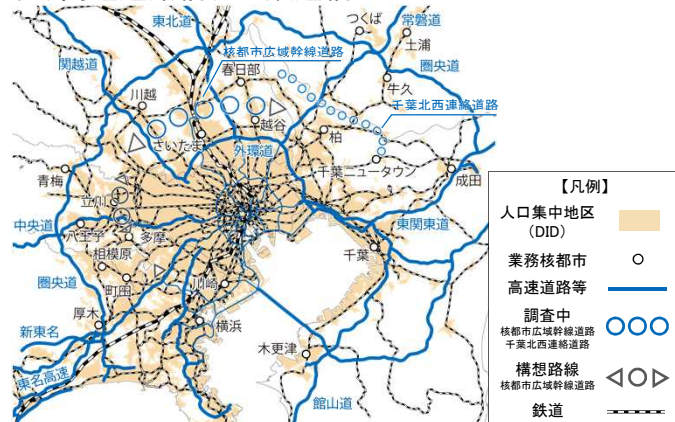 東北道
つくば
常磐道
土浦
核都市広域幹線道路
関越道
春日部
圏央道
牛久
川越
千葉北西連絡道路
越谷
さいたま
柏
外環道
千葉ニュータウン
青梅
成田
立川
中央道
八王子
多摩
東関東道
千葉
相模原
圏央道
町田
川崎
厚木
横浜
新東名
木更津
東名高速
館山道
【凡例】
人口集中地区
(DID)
業務核都市
高速道路等
調査中
核都市広域幹線道路
千葉北西連絡道路
構想路線
核都市広域幹線道路
鉄道